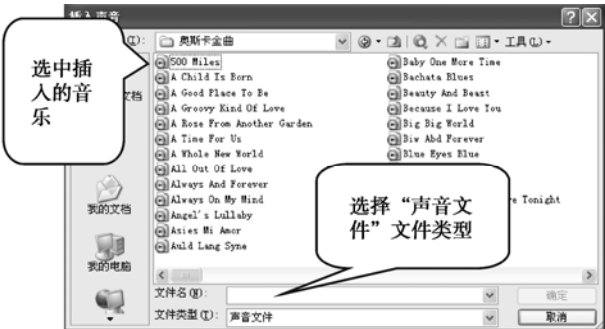 插入声音
(I):
奥斯卡金曲
工具(L)
选中插
入的音
乐
500 Miles
A Child Is Born
A Good Place To Be
A Groovy Kind Of Love
A Rose From Another Garden
A Time For Us
A Whole New World
All Out Of Love
Always And Forever
Always On My Mind
Angel's Lullaby
Asies Mi Amor
Auld Lang Syne
Baby One More Time
Bachata Blues
Beauty And Beast
Because I Love You
Big Big World
Biw Abd Forever
Blue Eyes Blue
e Tonight
文档
我的文档
我的电脑
选择“声音文
件”文件类型
文件名(N):
确定
文件类型(T):
声音文件
取消